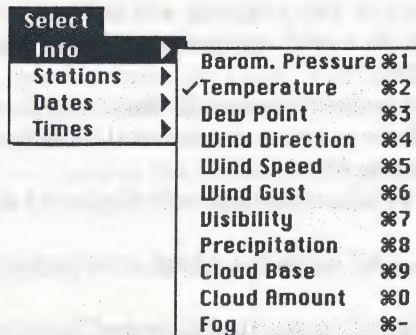 Select
Info ▶
Stations ▶
Dates ▶
Times ▶
Barom. Pressure ⌘1
✓Temperature ⌘2
Dew Point ⌘3
Wind Direction ⌘4
Wind Speed ⌘5
Wind Gust ⌘6
Visibility ⌘7
Precipitation ⌘8
Cloud Base ⌘9
Cloud Amount ⌘0
Fog ⌘-